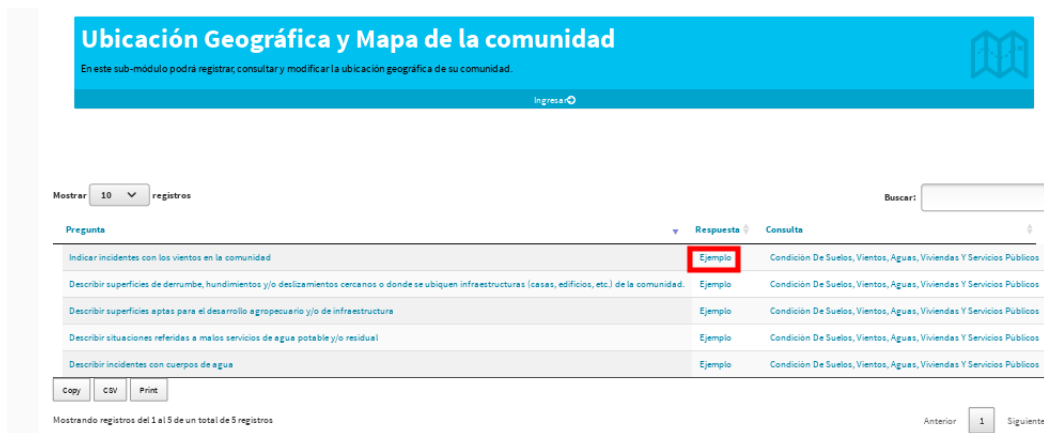 Ubicación Geográfica y Mapa de la comunidad
En este sub-módulo podrá registrar, consultar y modificar la ubicación geográfica de su comunidad.
Ingresar
Mostrar 10 registros Buscar:
Pregunta Respuesta Consulta
Indicar incidentes con los vientos en la comunidad Ejemplo Condición De Suelos, Vientos, Aguas, Viviendas Y Servicios Públicos
Describir superficies de derrumbe, hundimientos y/o deslizamientos cercanos o donde se ubiquen infraestructuras (casas, edificios, etc.) de la comunidad. Ejemplo Condición De Suelos, Vientos, Aguas, Viviendas Y Servicios Públicos
Describir superficies aptas para el desarrollo agropecuario y/o de infraestructura Ejemplo Condición De Suelos, Vientos, Aguas, Viviendas Y Servicios Públicos
Describir situaciones referidas a malos servicios de agua potable y/o residual Ejemplo Condición De Suelos, Vientos, Aguas, Viviendas Y Servicios Públicos
Describir incidentes con cuerpos de agua Ejemplo Condición De Suelos, Vientos, Aguas, Viviendas Y Servicios Públicos
Copy CSV Print
Mostrando registros del 1 al 5 de un total de 5 registros Anterior 1 Siguiente